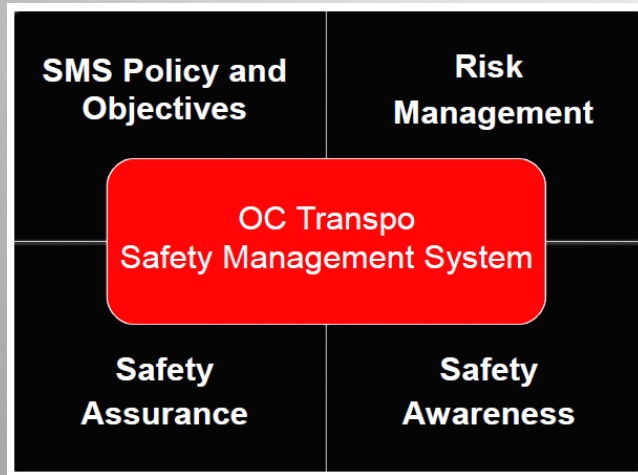 SMS Policy and
Objectives
Risk
Management
OC Transpo
Safety Management System
Safety
Assurance
Safety
Awareness